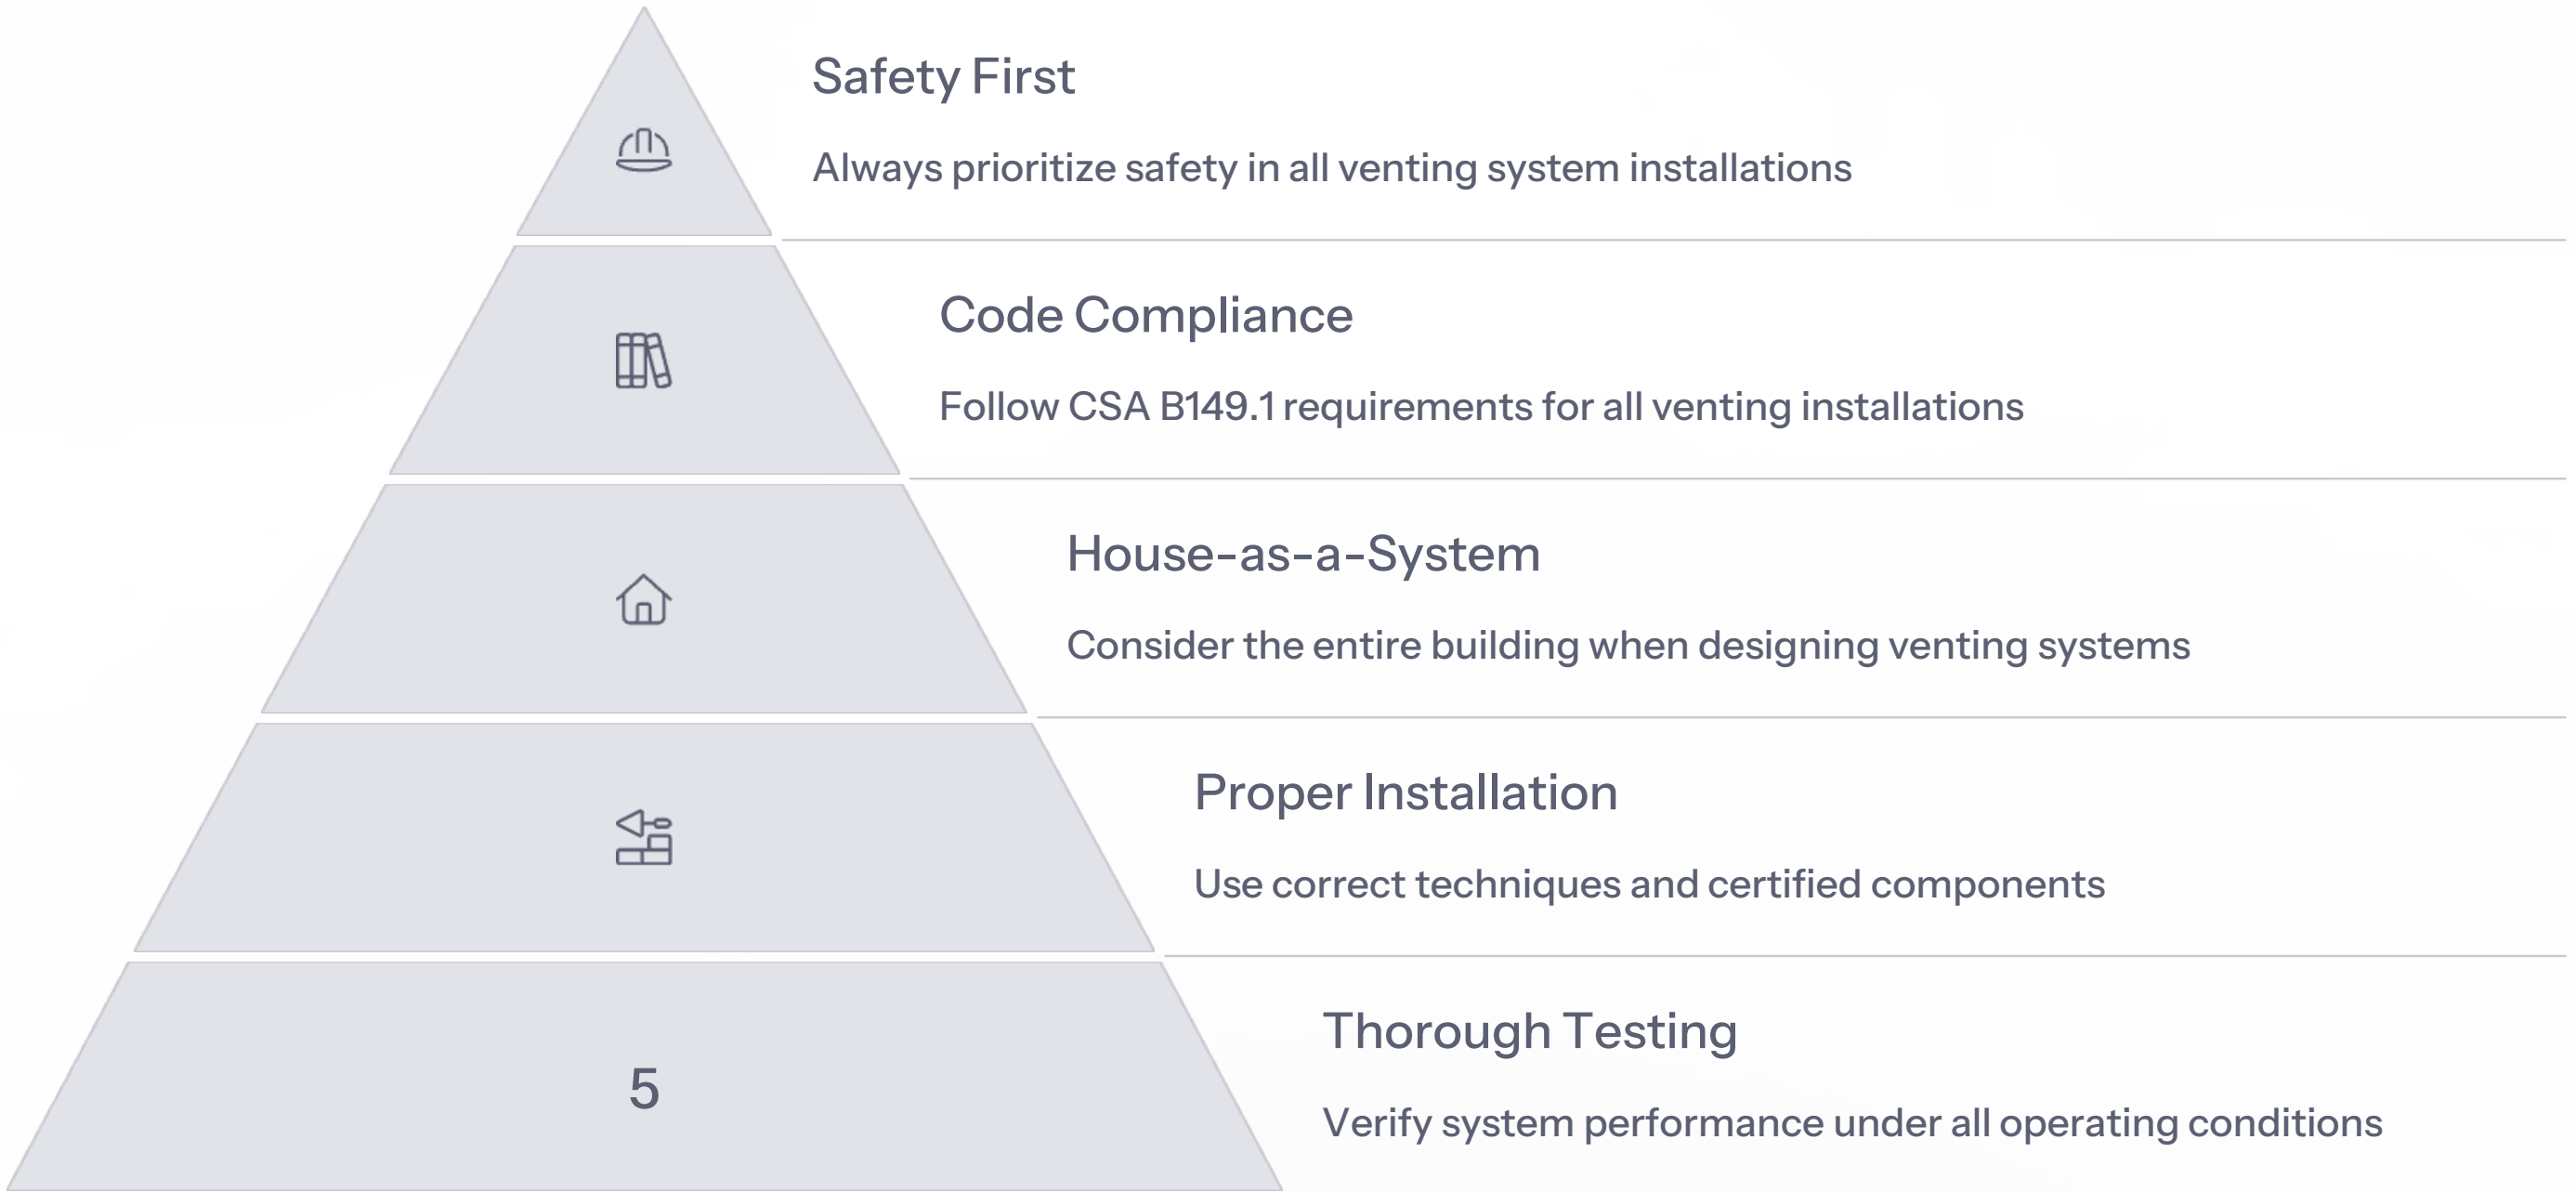 Safety First
Always prioritize safety in all venting system installations
Code Compliance
Follow CSA B149.1 requirements for all venting installations
House-as-a-System
Consider the entire building when designing venting systems
Proper Installation
Use correct techniques and certified components
Thorough Testing
5
Verify system performance under all operating conditions